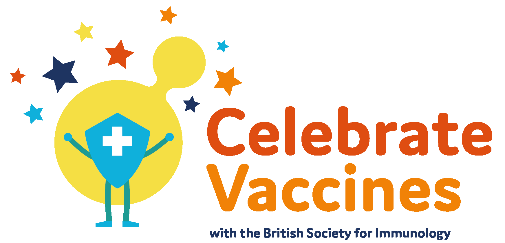 Celebrate
Vaccines
with the British Society for Immunology